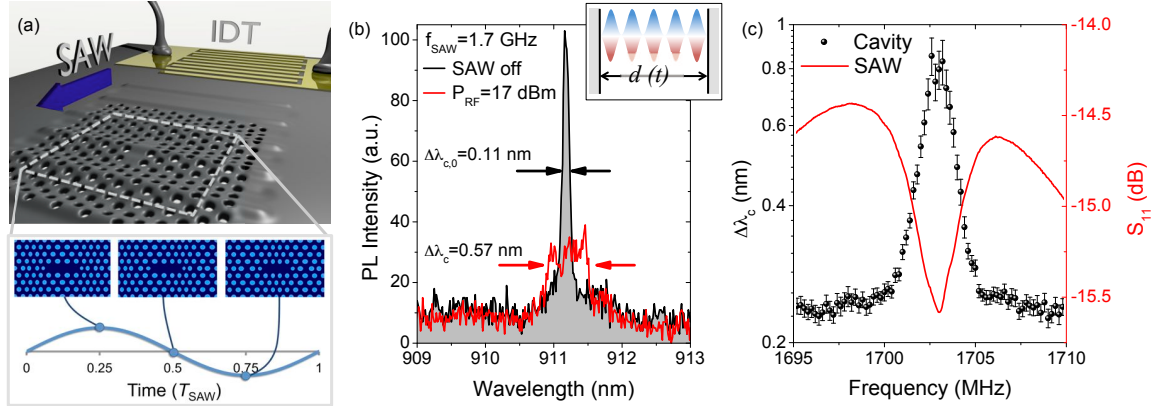 (a)
IDT
SAW
0
0.25
0.5
0.75
1
Time (T_SAW)
(b)
f_SAW=1.7 GHz
SAW off
P_RF=17 dBm
d (t)
Δλ_c,0=0.11 nm
Δλ_c=0.57 nm
PL Intensity (a.u.)
100
80
60
40
20
0
909
910
911
912
913
Wavelength (nm)
(c)
Cavity
SAW
Δλ_c (nm)
1
0.8
0.6
0.4
0.2
1695
1700
1705
1710
Frequency (MHz)
-14.0
-14.5
-15.0
-15.5
S_11 (dB)